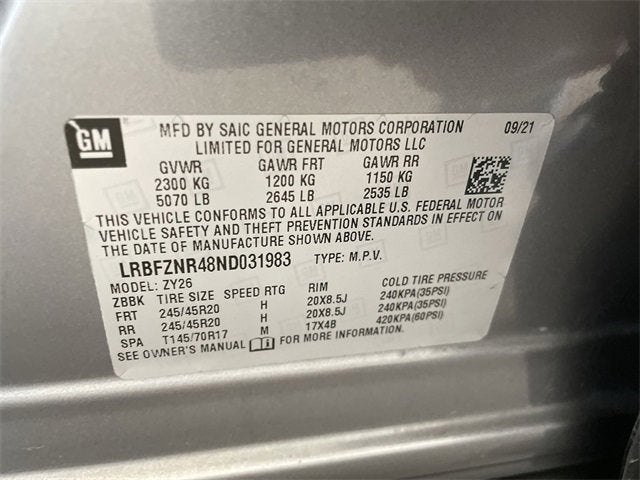 GM
MFD BY SAIC GENERAL MOTORS CORPORATION 09/21
LIMITED FOR GENERAL MOTORS LLC
GVWR GAWR FRT GAWR RR
2300 KG 1200 KG 1150 KG
5070 LB 2645 LB 2535 LB
THIS VEHICLE CONFORMS TO ALL APPLICABLE U.S. FEDERAL MOTOR
VEHICLE SAFETY AND THEFT PREVENTION STANDARDS IN EFFECT ON
THE DATE OF MANUFACTURE SHOWN ABOVE.
LRBFZNR48ND031983 TYPE: M.P.V.
MODEL: ZY26
ZBBK TIRE SIZE SPEED RTG RIM COLD TIRE PRESSURE
FRT 245/45R20 H 20X8.5J 240KPA(35PSI)
RR 245/45R20 H 20X8.5J 240KPA(35PSI)
SPA T145/70R17 M 17X4B 420KPA(60PSI)
SEE OWNER'S MANUAL FOR MORE INFORMATION.